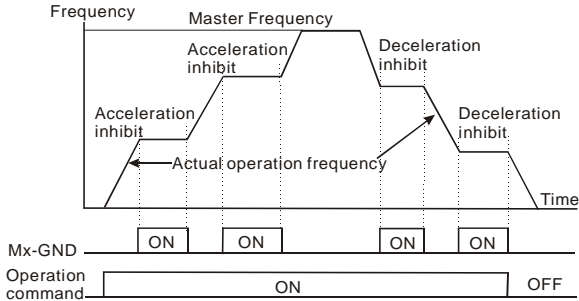 Frequency
Master Frequency
Acceleration
inhibit
Deceleration
inhibit
Acceleration
inhibit
Deceleration
inhibit
Actual operation frequency
Time
Mx-GND
ON
ON
ON
ON
Operation
command
ON
OFF